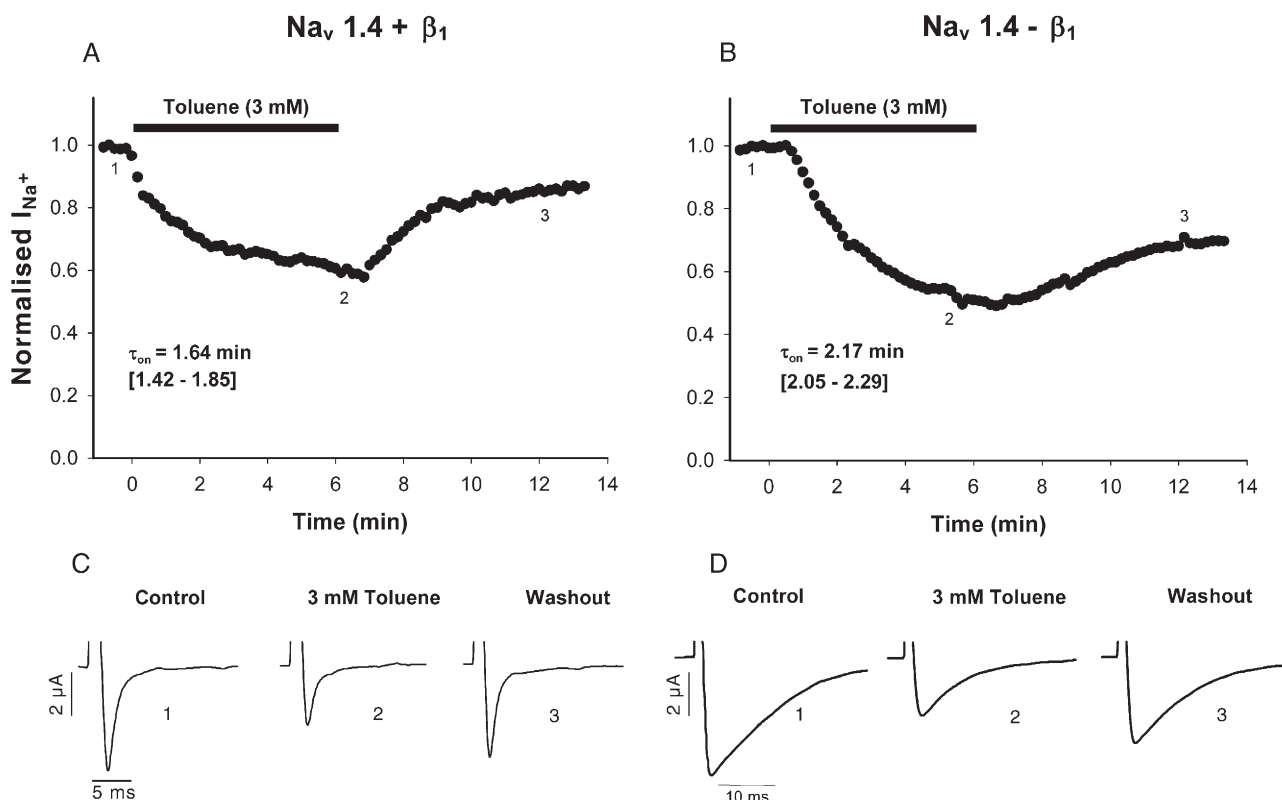 Nav 1.4 + β1
Nav 1.4 - β1
A
B
Toluene (3 mM)
Toluene (3 mM)
Normalised INa+
1.0
0.8
0.6
0.4
0.2
0.0
1
2
3
τon = 1.64 min
[1.42 - 1.85]
0 2 4 6 8 10 12 14
Time (min)
1.0
0.8
0.6
0.4
0.2
0.0
1
2
3
τon = 2.17 min
[2.05 - 2.29]
0 2 4 6 8 10 12 14
Time (min)
C
Control
3 mM Toluene
Washout
2 µA
1
2
3
5 ms
D
Control
3 mM Toluene
Washout
2 µA
1
2
3
10 ms